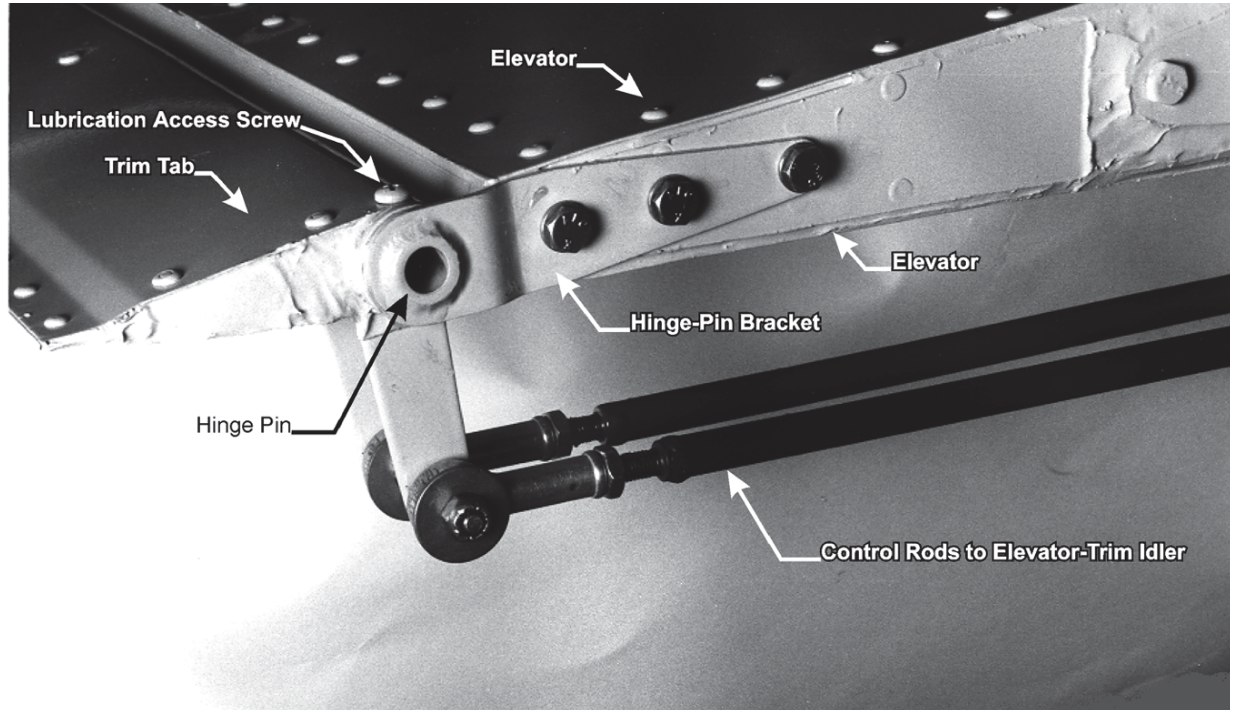 Elevator
Lubrication Access Screw
Trim Tab
Elevator
Hinge-Pin Bracket
Hinge Pin
Control Rods to Elevator-Trim Idler